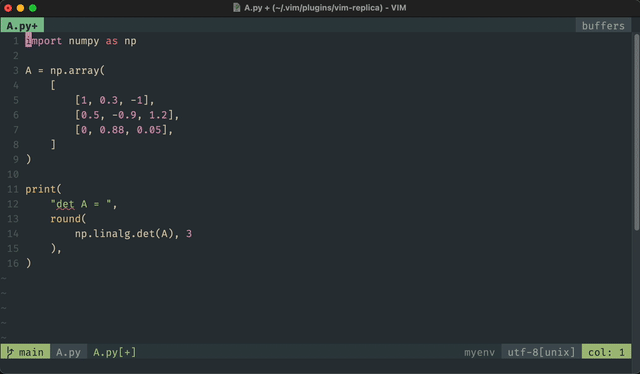 A.py + (~/.vim/plugins/vim-replica) - VIM
A.py+ buffers
1 import numpy as np
2
3 A = np.array(
4 [
5 [1, 0.3, -1],
6 [0.5, -0.9, 1.2],
7 [0, 0.88, 0.05],
8 ]
9 )
10
11 print(
12 "det A = ",
13 round(
14 np.linalg.det(A), 3
15 ),
16 )
~
~
~
~
~
main A.py A.py[+] myenv utf-8[unix] col: 1